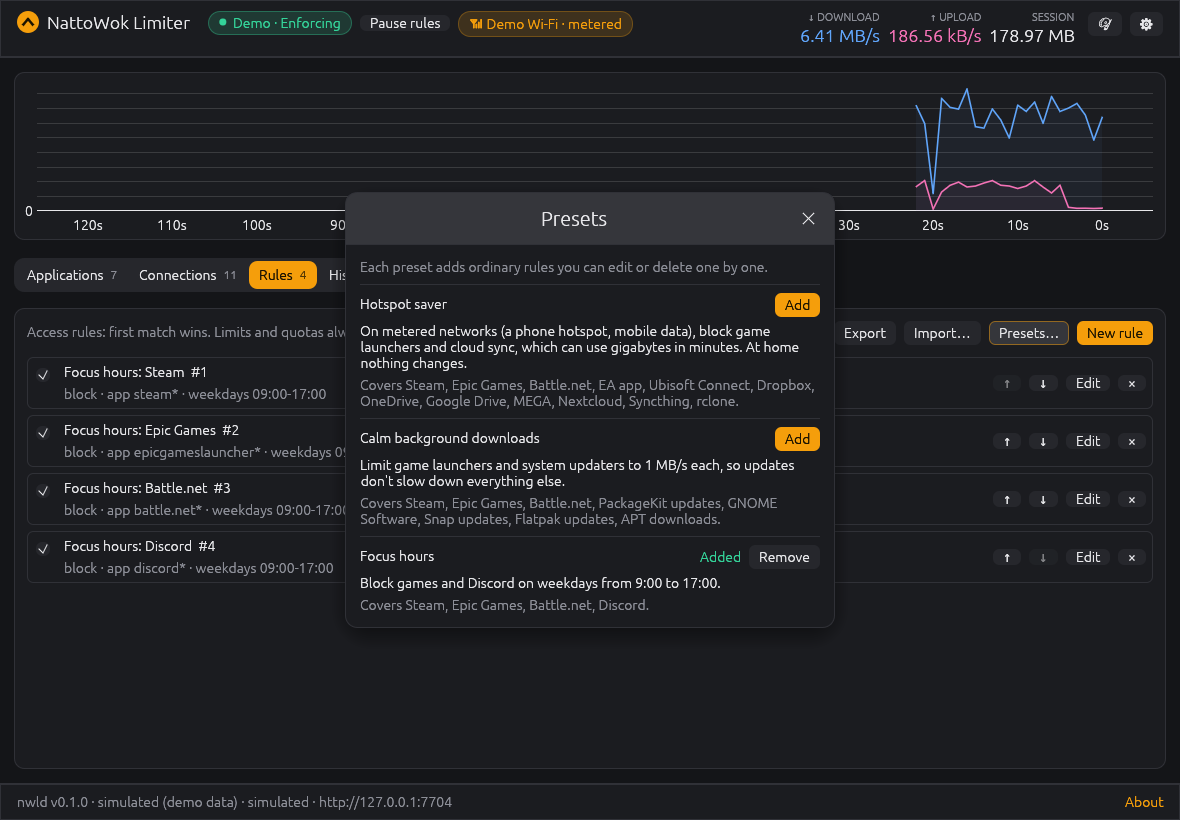 NattoWok Limiter
Demo · Enforcing
Pause rules
Demo Wi-Fi · metered
↓ DOWNLOAD
6.41 MB/s
↑ UPLOAD
186.56 kB/s
SESSION
178.97 MB
0
120s
110s
100s
90
30s
20s
10s
0s
Applications 7
Connections 11
Rules 4
His
Access rules: first match wins. Limits and quotas alw
Export
Import…
Presets…
New rule
Focus hours: Steam #1
block · app steam* · weekdays 09:00-17:00
↑ ↓ Edit ×
Focus hours: Epic Games #2
block · app epicgameslauncher* · weekdays 09
↑ ↓ Edit ×
Focus hours: Battle.net #3
block · app battle.net* · weekdays 09:00-17:00
↑ ↓ Edit ×
Focus hours: Discord #4
block · app discord* · weekdays 09:00-17:00
↑ ↓ Edit ×
Presets
Each preset adds ordinary rules you can edit or delete one by one.
Hotspot saver
Add
On metered networks (a phone hotspot, mobile data), block game
launchers and cloud sync, which can use gigabytes in minutes. At home
nothing changes.
Covers Steam, Epic Games, Battle.net, EA app, Ubisoft Connect, Dropbox,
OneDrive, Google Drive, MEGA, Nextcloud, Syncthing, rclone.
Calm background downloads
Add
Limit game launchers and system updaters to 1 MB/s each, so updates
don't slow down everything else.
Covers Steam, Epic Games, Battle.net, PackageKit updates, GNOME
Software, Snap updates, Flatpak updates, APT downloads.
Focus hours
Added
Remove
Block games and Discord on weekdays from 9:00 to 17:00.
Covers Steam, Epic Games, Battle.net, Discord.
nwld v0.1.0 · simulated (demo data) · simulated · http://127.0.0.1:7704
About